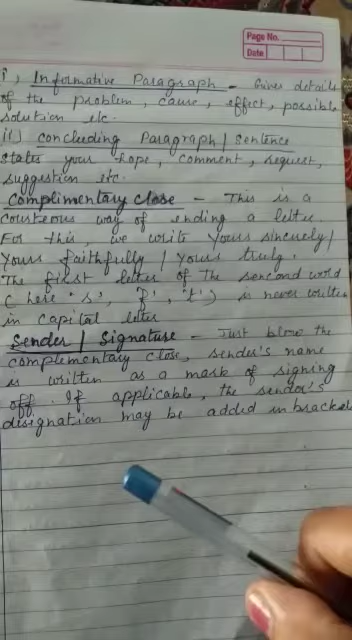 Page No.
Date
i, Informative Paragraph - Gives details
of the problem, cause, effect, possible
solution etc.
ii) concluding Paragraph | Sentence
states your hope, comment, request,
suggestion etc.
Complimentary close - This is a
courteous way of ending a letter.
For this, we write Yours sincerely/
Yours faithfully / Yours truly.
The first letter of the sencond word
(here 's', 'f', 't') is never written
in capital letter
Sender / Signature - Just blow the
complementary close, sender's name
is written as a mark of signing
off. If applicable, the sender's
designation may be added in brackets